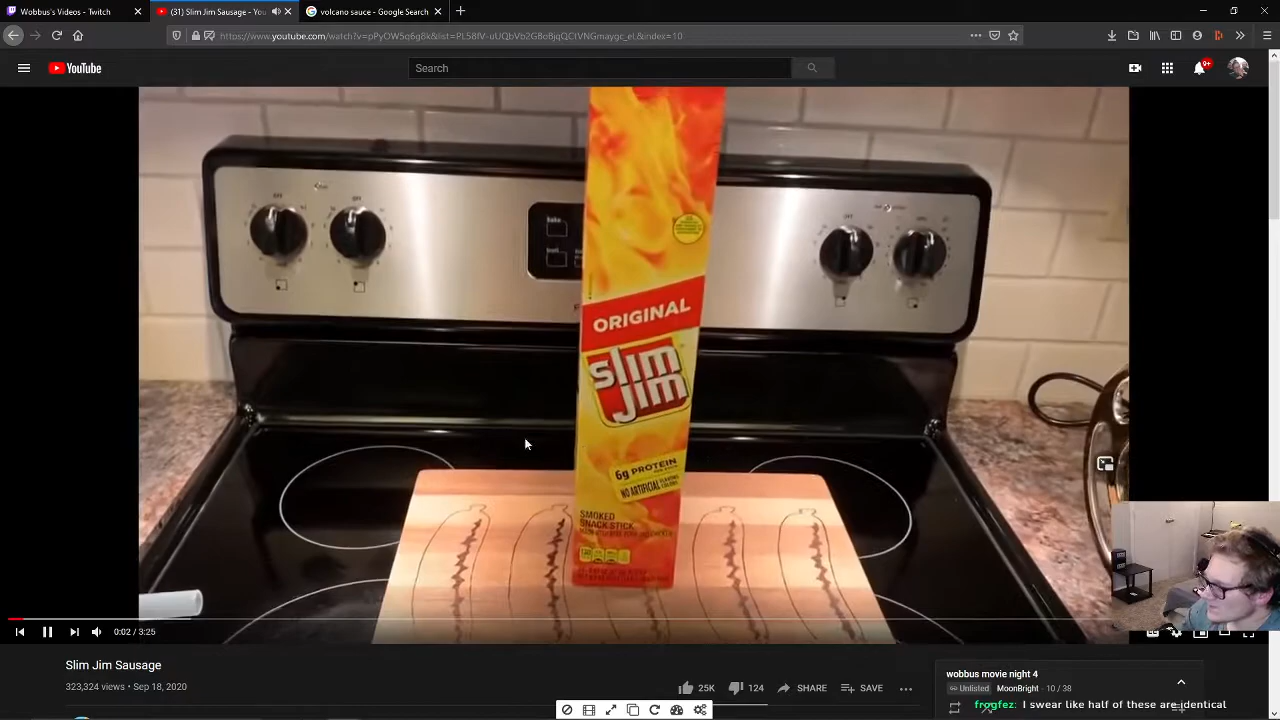 Wobbus's Videos - Twitch
(31) Slim Jim Sausage - You
volcano sauce - Google Search
YouTube
Search
9+
ORIGINAL
slim
jim
6g PROTEIN
NO ARTIFICIAL
SMOKED
SNACK STICK
0:02 / 3:25
Slim Jim Sausage
323,324 views • Sep 18, 2020
25K
124
SHARE
SAVE
wobbus movie night 4
Unlisted
MoonBright - 10 / 38
frogfez: I swear like half of these are identical